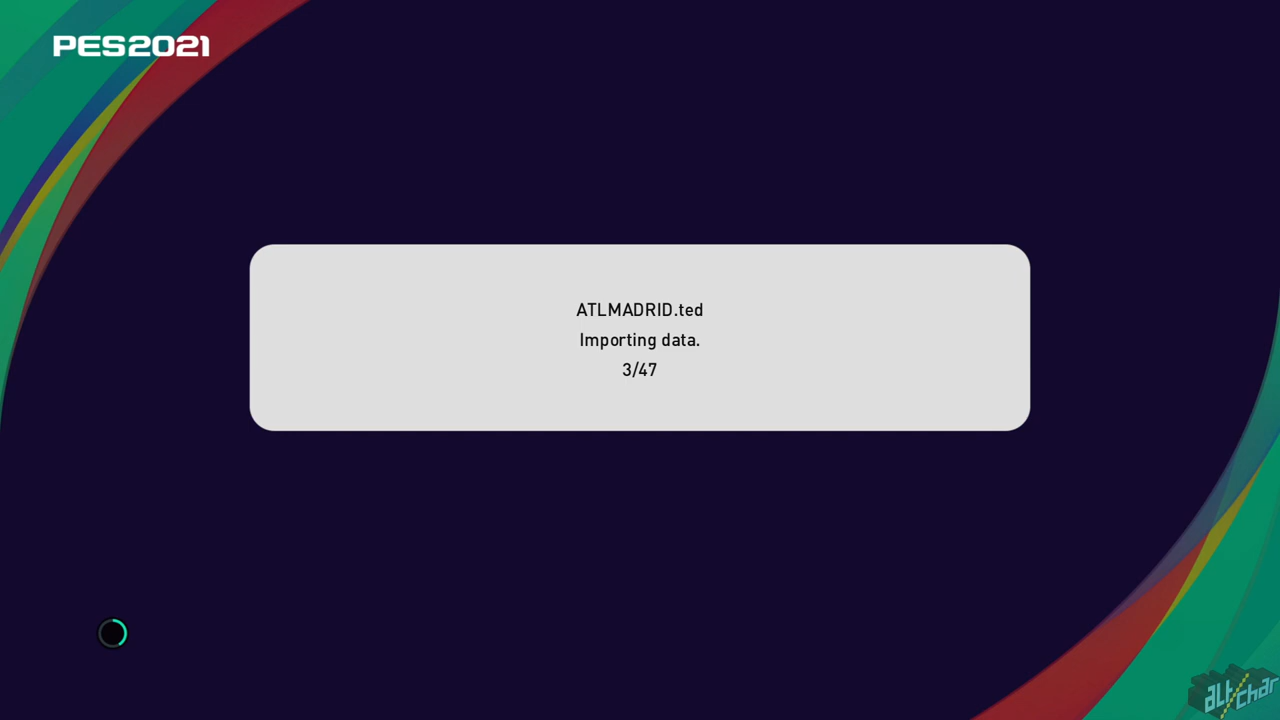 PES2021
ATLMADRID.ted
Importing data.
3/47
alt char